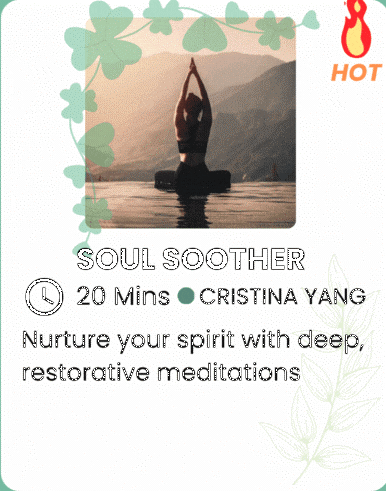 HOT
SOUL SOOTHER
20 Mins CRISTINA YANG
Nurture your spirit with deep,
restorative meditations